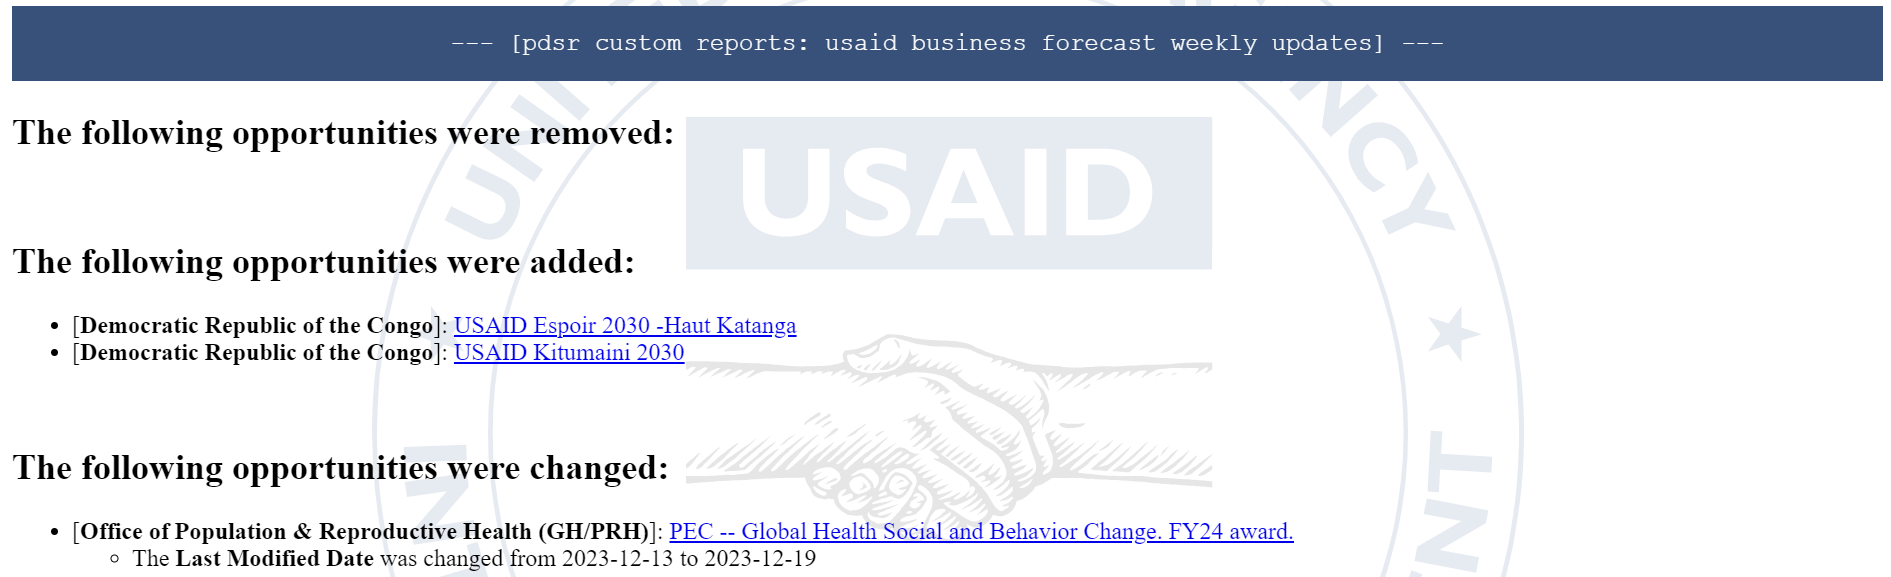 --- [pdsr custom reports: usaid business forecast weekly updates] ---
The following opportunities were removed:
USAID
The following opportunities were added:
[Democratic Republic of the Congo]: USAID Espoir 2030 -Haut Katanga
[Democratic Republic of the Congo]: USAID Kitumaini 2030
The following opportunities were changed:
[Office of Population & Reproductive Health (GH/PRH)]: PEC -- Global Health Social and Behavior Change. FY24 award.
The Last Modified Date was changed from 2023-12-13 to 2023-12-19